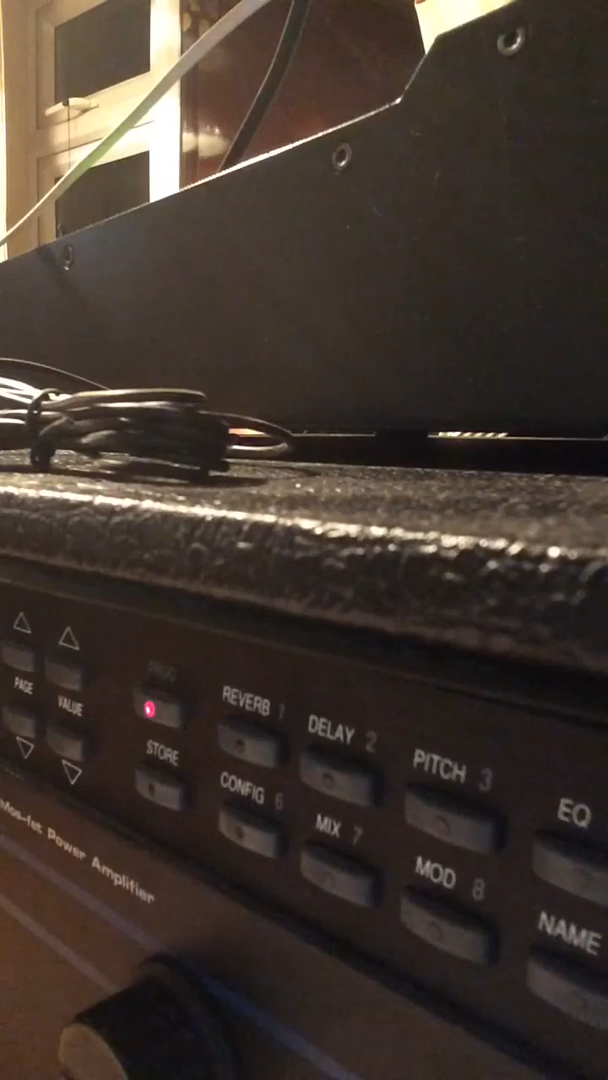 PAGE
VALUE
PROG
STORE
REVERB 1
DELAY 2
PITCH 3
EQ
CONFIG 6
MIX 7
MOD 8
NAME
Mos-fet Power Amplifier